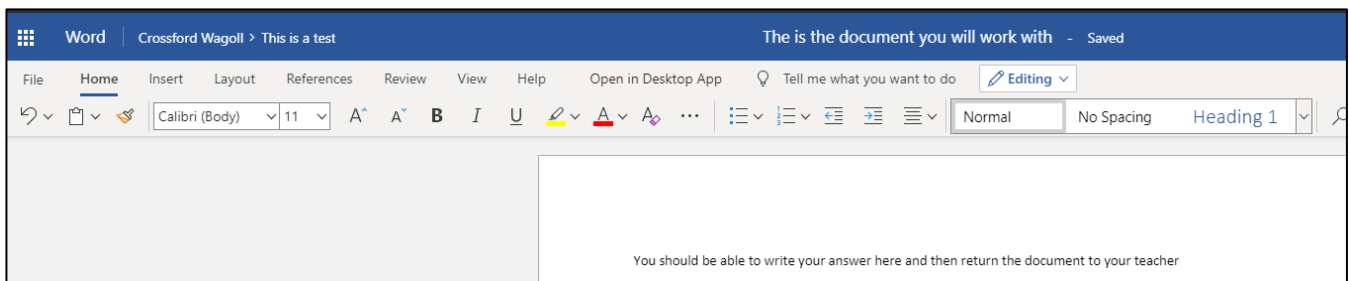 Word Crossford Wagoll > This is a test The is the document you will work with - Saved
File Home Insert Layout References Review View Help Open in Desktop App Tell me what you want to do Editing
Calibri (Body) 11 A^ Aˇ B I U A A ... Normal No Spacing Heading 1
You should be able to write your answer here and then return the document to your teacher